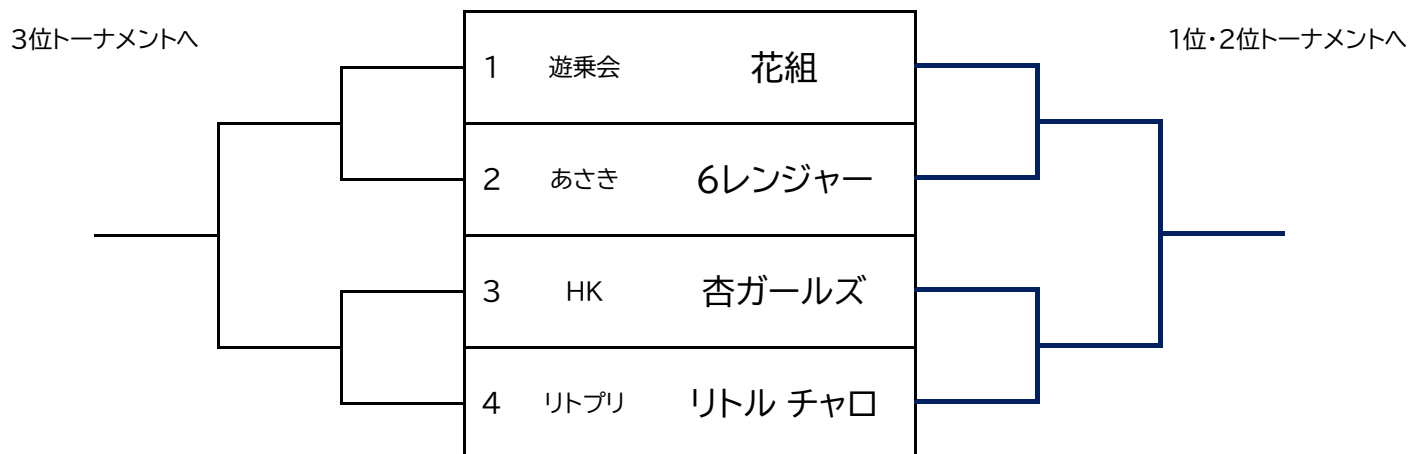 3位トーナメントへ
1位・2位トーナメントへ
1 遊乗会 花組
2 あさき 6レンジャー
3 HK 杏ガールズ
4 リトプリ リトル チャロ